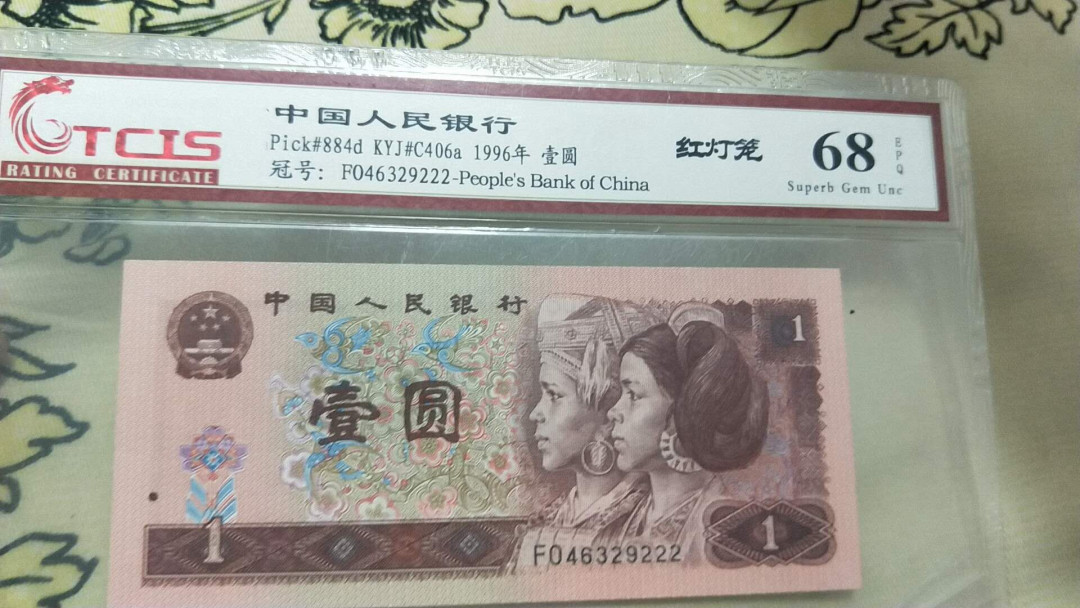 TCIS
RATING CERTIFICATE
中国人民银行
Pick#884d KYJ#C406a 1996年 壹圆
冠号: FO46329222-People's Bank of China
红灯笼
68
EPQ
Superb Gem Unc
中国人民银行
1
壹圆
1
FO46329222
1